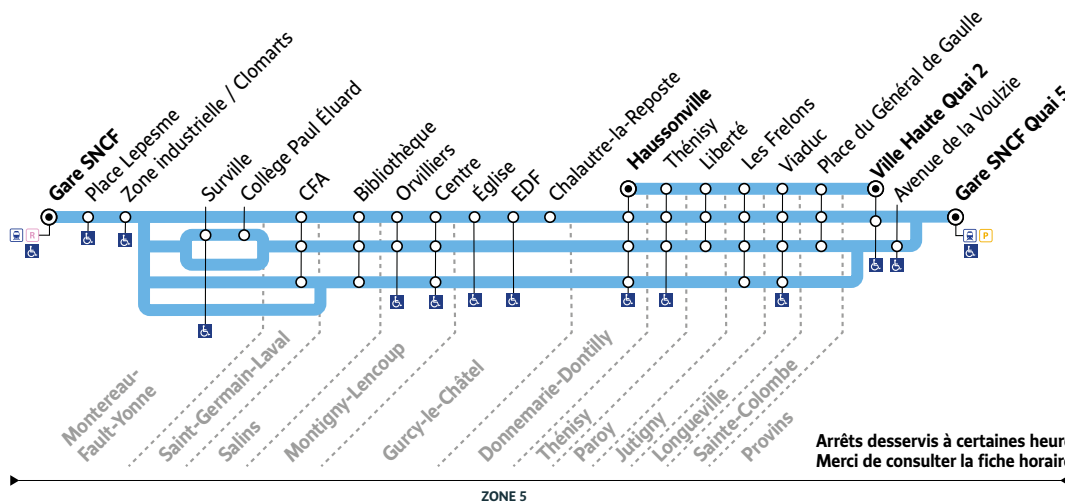 Gare SNCF
Place Lepesme
Zone industrielle / Clomarts
Surville
Collège Paul Éluard
CFA
Bibliothèque
Orvilliers
Centre
Église
EDF
Chalautre-la-Reposte
Haussonville
Thénisy
Liberté
Les Frelons
Viaduc
Place du Général de Gaulle
Ville Haute Quai 2
Avenue de la Voulzie
Gare SNCF Quai 5
R
P
Montereau-
Fault-Yonne
Saint-Germain-Laval
Salins
Montigny-Lencoup
Gurcy-le-Châtel
Donnemarie-Dontilly
Thénisy
Paroy
Jutigny
Longueville
Sainte-Colombe
Provins
Arrêts desservis à certaines heur
Merci de consulter la fiche horair
ZONE 5